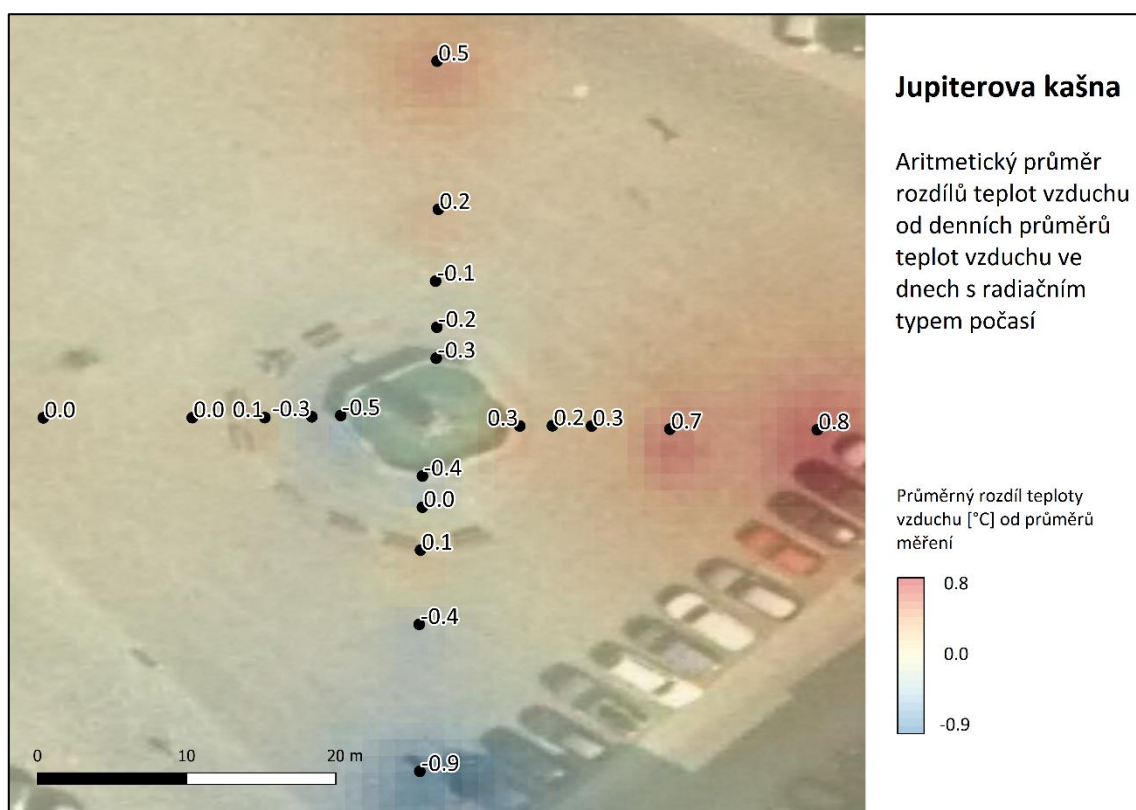 Jupiterova kašna
Aritmetický průměr
rozdílů teplot vzduchu
od denních průměrů
teplot vzduchu ve
dnech s radiačním
typem počasí
0.5
0.2
-0.1
-0.2
-0.3
0.0
0.0
0.1
-0.3
-0.5
0.3
0.2
0.3
0.7
0.8
-0.4
0.0
0.1
-0.4
-0.9
Průměrný rozdíl teploty
vzduchu [°C] od průměrů
měření
0.8
0.0
-0.9
0 10 20 m